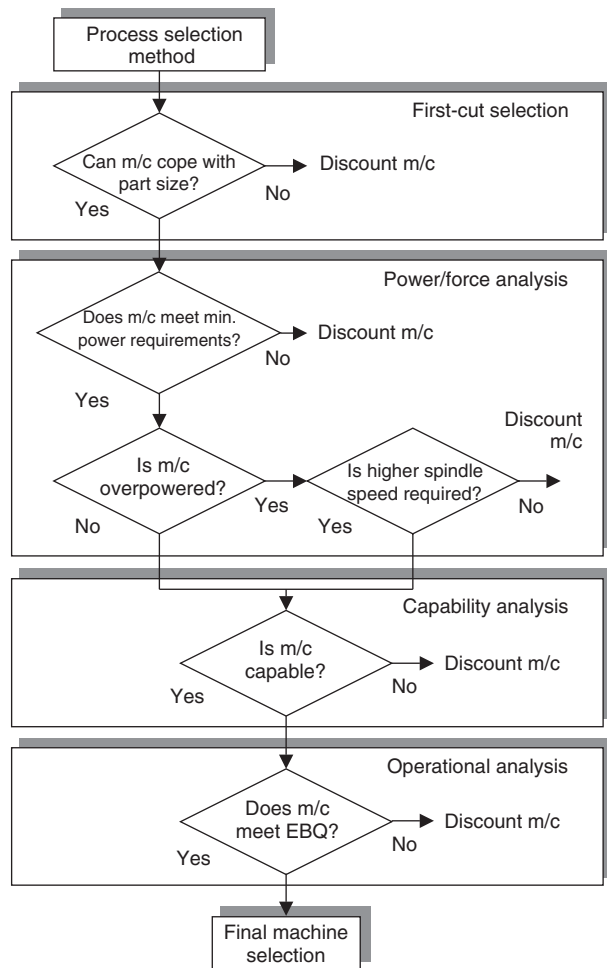 Process selection
method
First-cut selection
Can m/c cope with
part size?
Discount m/c
No
Yes
Power/force analysis
Does m/c meet min.
power requirements?
Discount m/c
No
Yes
Is m/c
overpowered?
Yes
No
Is higher spindle
speed required?
Discount
m/c
No
Yes
Capability analysis
Is m/c
capable?
Discount m/c
No
Yes
Operational analysis
Does m/c
meet EBQ?
Discount m/c
No
Yes
Final machine
selection